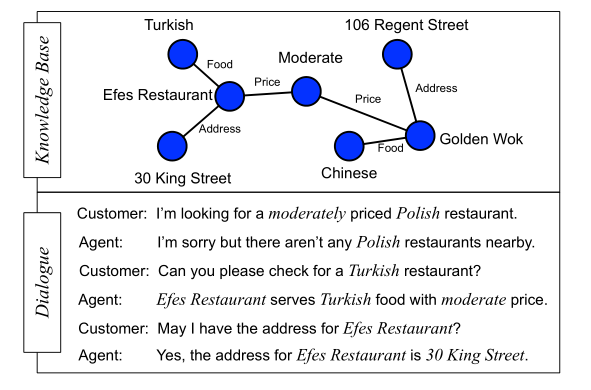 Knowledge Base
Turkish
106 Regent Street
Food
Moderate
Efes Restaurant
Price
Price
Address
Address
Golden Wok
Food
30 King Street
Chinese
Dialogue
Customer: I'm looking for a moderately priced Polish restaurant.
Agent: I'm sorry but there aren't any Polish restaurants nearby.
Customer: Can you please check for a Turkish restaurant?
Agent: Efes Restaurant serves Turkish food with moderate price.
Customer: May I have the address for Efes Restaurant?
Agent: Yes, the address for Efes Restaurant is 30 King Street.